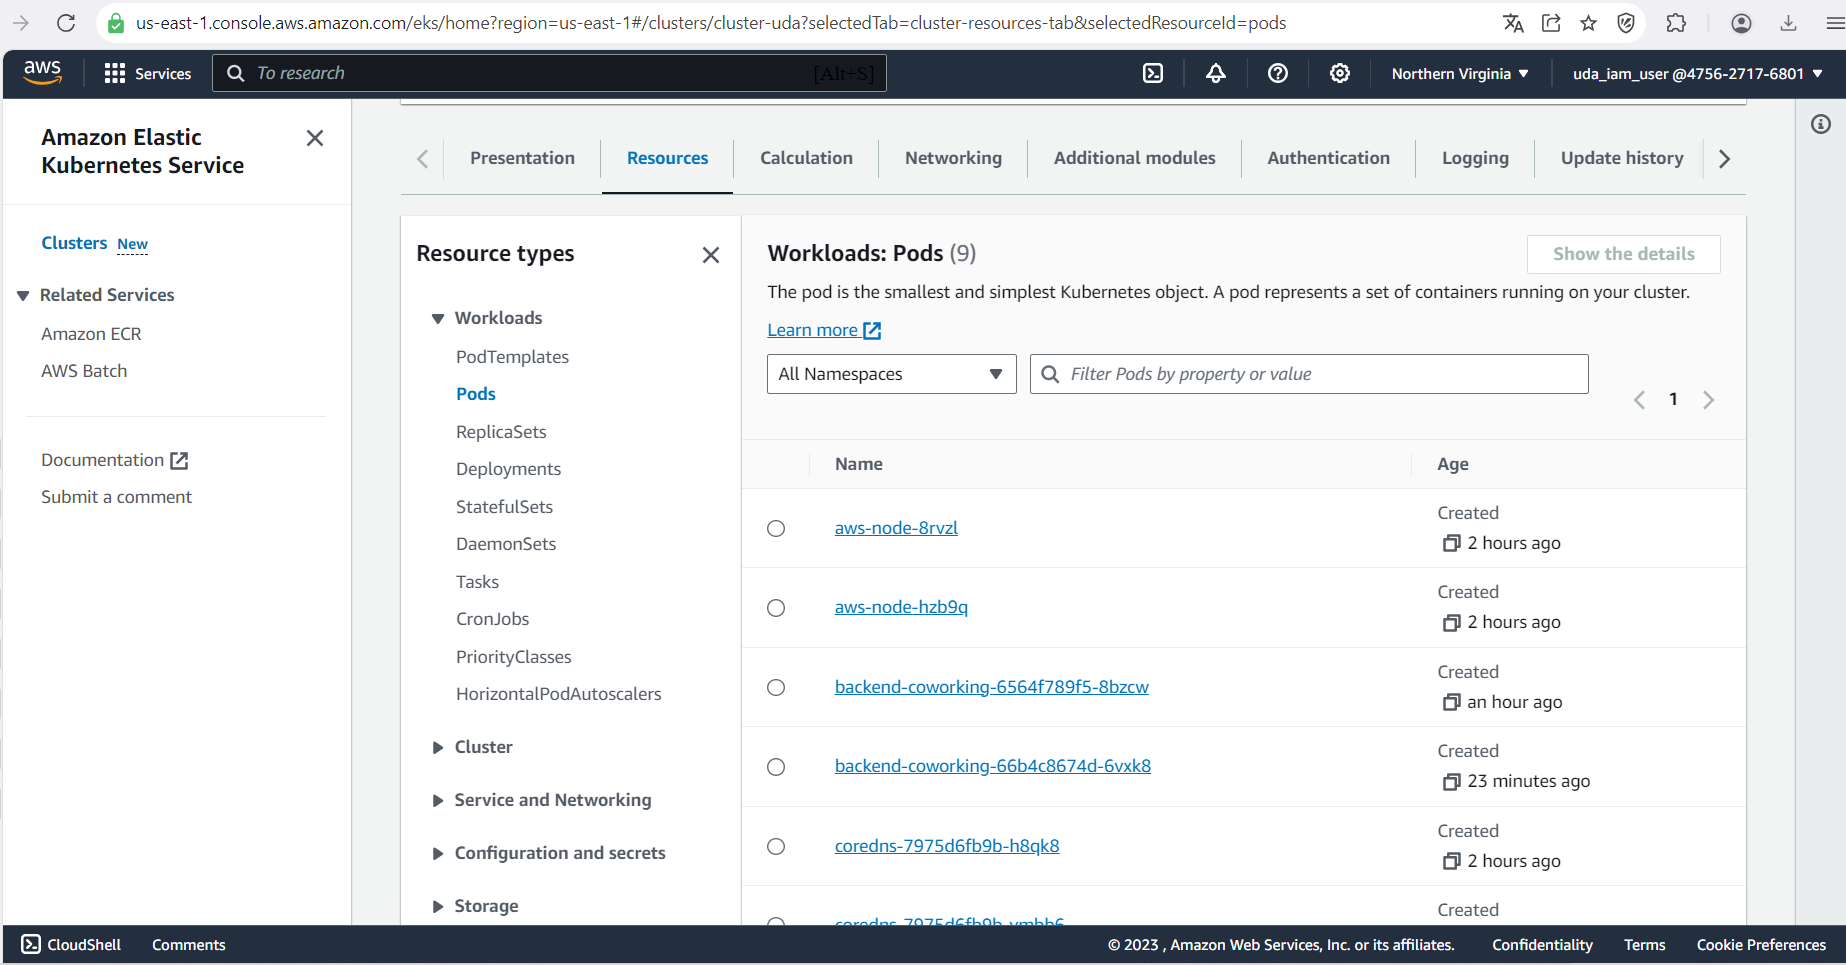 us-east-1.console.aws.amazon.com/eks/home?region=us-east-1#/clusters/cluster-uda?selectedTab=cluster-resources-tab&selectedResourceId=pods
aws
Services
To research
[Alt+S]
Northern Virginia
uda_iam_user @4756-2717-6801
Amazon Elastic
Kubernetes Service
Clusters New
Related Services
Amazon ECR
AWS Batch
Documentation
Submit a comment
Presentation
Resources
Calculation
Networking
Additional modules
Authentication
Logging
Update history
Resource types
Workloads
PodTemplates
Pods
ReplicaSets
Deployments
StatefulSets
DaemonSets
Tasks
CronJobs
PriorityClasses
HorizontalPodAutoscalers
Cluster
Service and Networking
Configuration and secrets
Storage
Workloads: Pods (9)
Show the details
The pod is the smallest and simplest Kubernetes object. A pod represents a set of containers running on your cluster.
Learn more
All Namespaces
Filter Pods by property or value
1
Name
Age
aws-node-8rvzl
Created
2 hours ago
aws-node-hzb9q
Created
2 hours ago
backend-coworking-6564f789f5-8bzcw
Created
an hour ago
backend-coworking-66b4c8674d-6vxk8
Created
23 minutes ago
coredns-7975d6fb9b-h8qk8
Created
2 hours ago
Created
CloudShell
Comments
© 2023 , Amazon Web Services, Inc. or its affiliates.
Confidentiality
Terms
Cookie Preferences